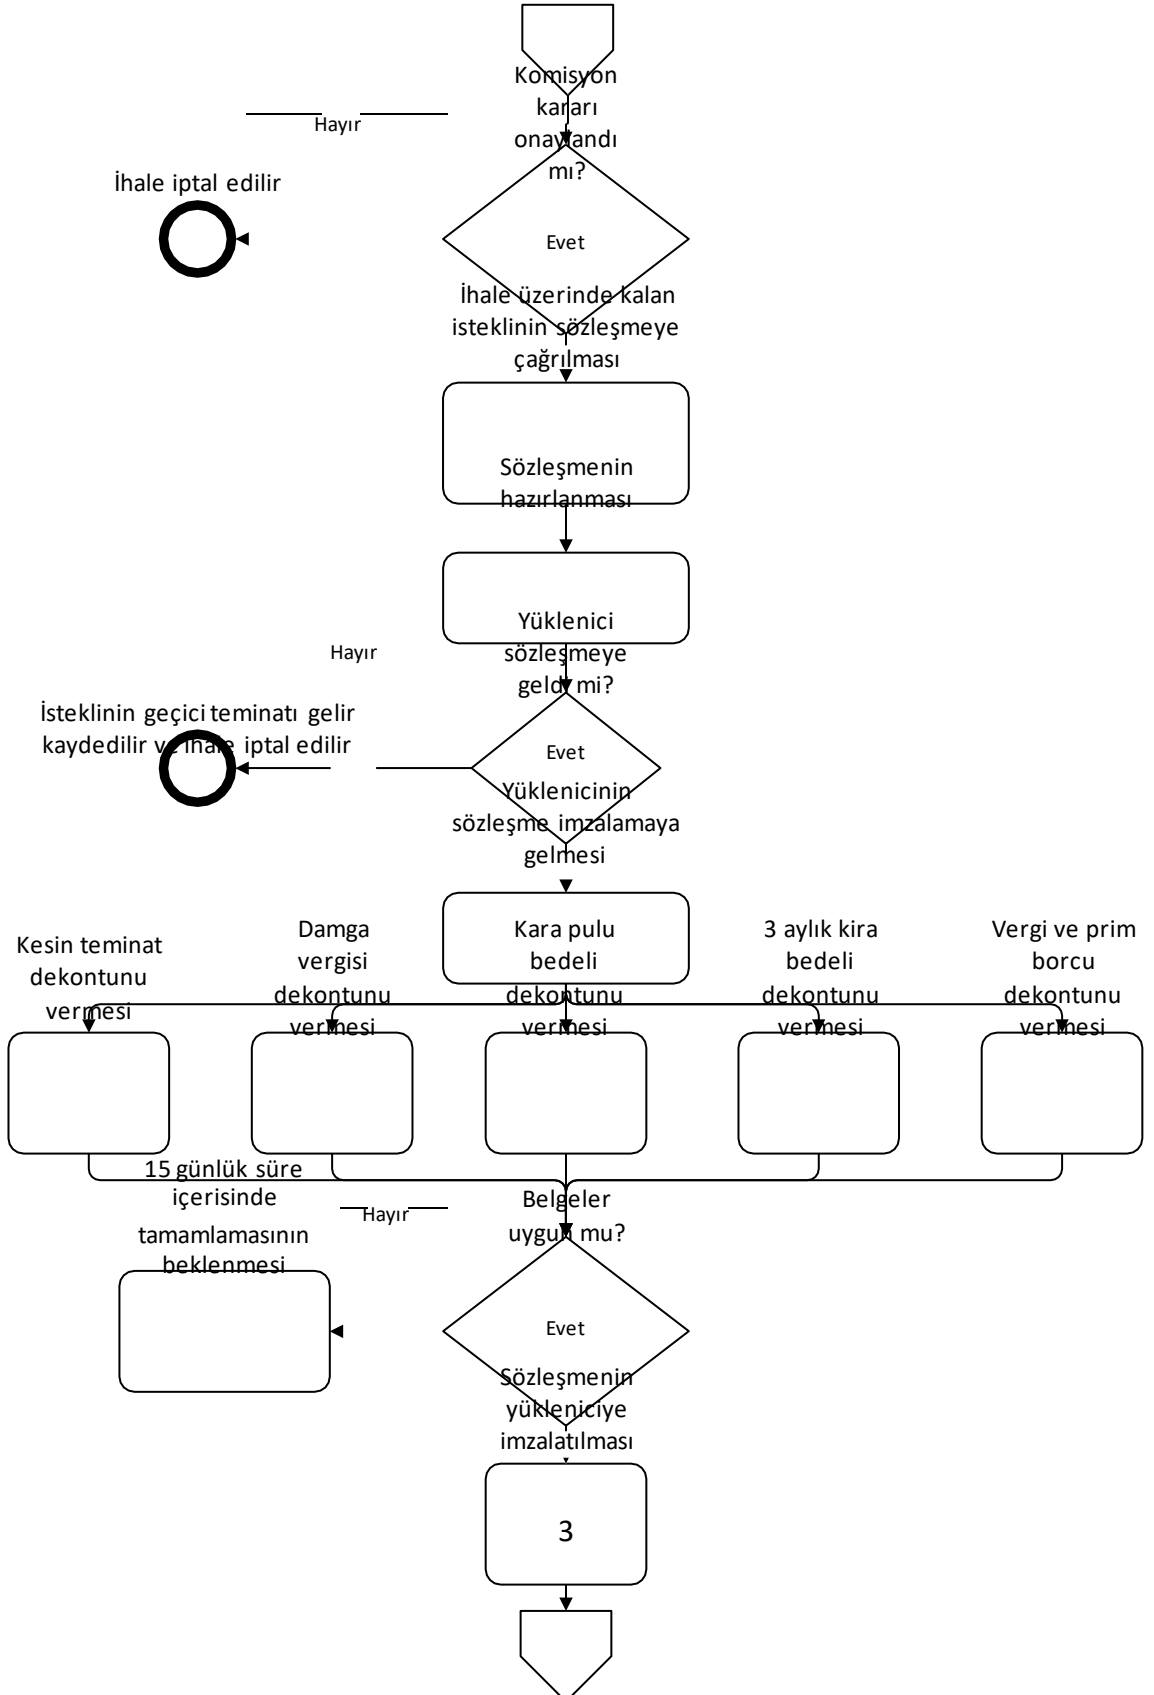 Komisyon
kararı
onaylandı
mı?
Hayır
İhale iptal edilir
Evet
İhale üzerinde kalan
isteklinin sözleşmeye
çağrılması
Sözleşmenin
hazırlanması
Yüklenici
sözleşmeye
geldi mi?
Hayır
İsteklinin geçici teminatı gelir
kaydedilir ve ihale iptal edilir
Evet
Yüklenicinin
sözleşme imzalamaya
gelmesi
Kesin teminat
dekontunu
vermesi
Damga
vergisi
dekontunu
vermesi
Kara pulu
bedeli
dekontunu
vermesi
3 aylık kira
bedeli
dekontunu
vermesi
Vergi ve prim
borcu
dekontunu
vermesi
15 günlük süre
içerisinde
tamamlamasının
beklenmesi
Hayır
Belgeler
uygun mu?
Evet
Sözleşmenin
yükleniciye
imzalatılması
3